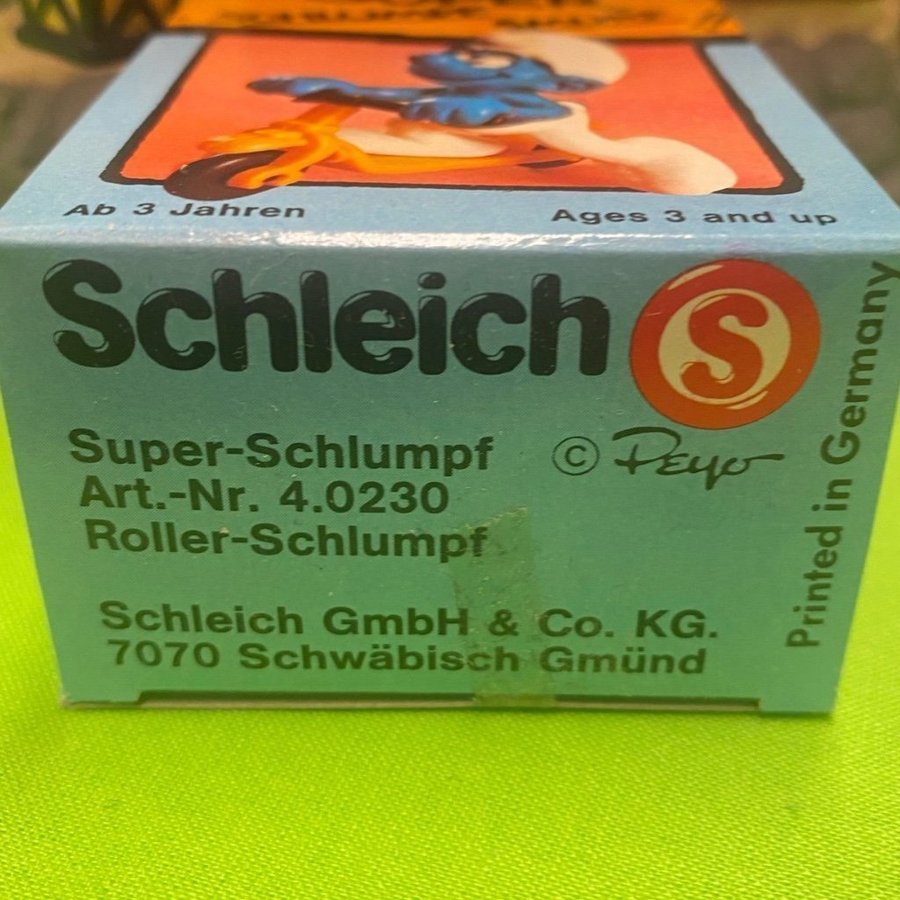 Ab 3 Jahren
Ages 3 and up
Schleich
S
Super-Schlumpf
© Peyo
Art.-Nr. 4.0230
Roller-Schlumpf
Schleich GmbH & Co. KG.
7070 Schwäbisch Gmünd
Printed in Germany